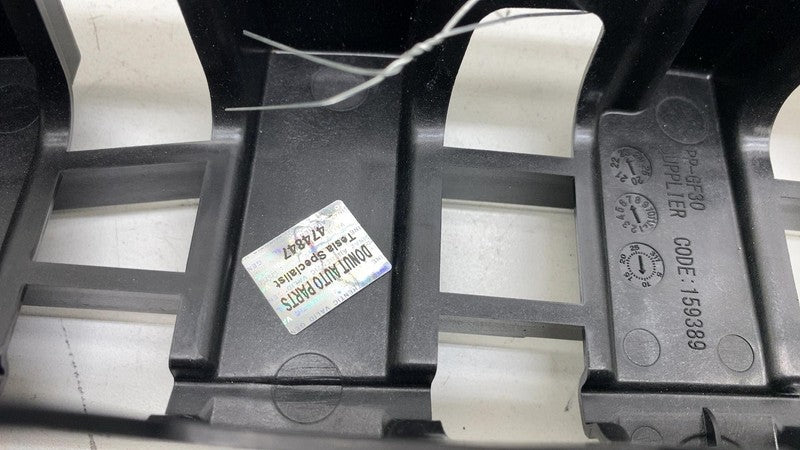 DONUT AUTO PARTS
Tesla Specialist
474847
PP-GF30
SUPPLIER CODE:159389